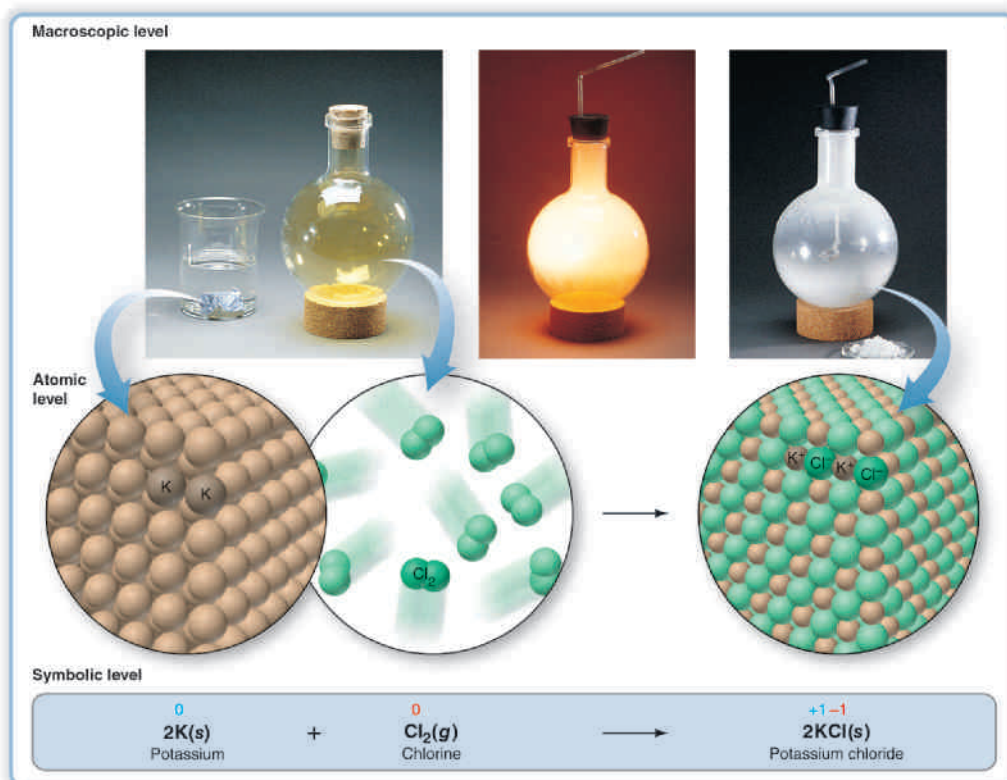 Macroscopic level
Atomic
level
K K
Cl₂
K⁺ Cl⁻ K⁺ Cl⁻
Symbolic level
0 0 +1 −1
2K(s) + Cl₂(g) → 2KCl(s)
Potassium Chlorine Potassium chloride